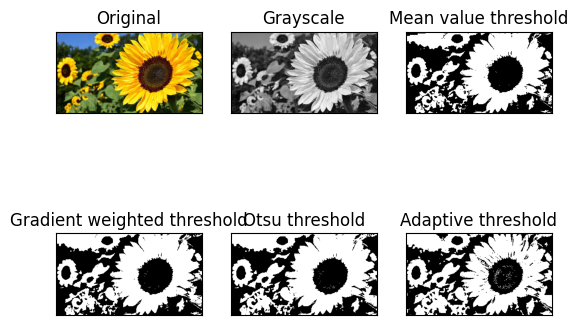 Original
Grayscale
Mean value threshold
Gradient weighted threshold
Otsu threshold
Adaptive threshold